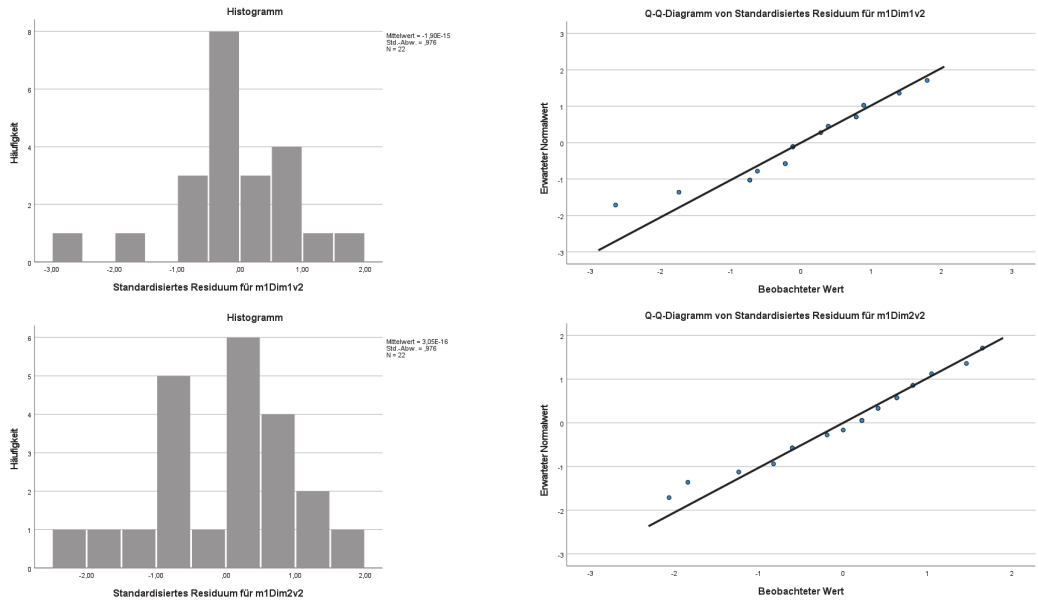 Histogramm
Mittelwert = -1,90E-15
Std.-Abw. = ,976
N = 22
Häufigkeit
8
6
4
2
0
-3,00 -2,00 -1,00 ,00 1,00 2,00
Standardisiertes Residuum für m1Dim1v2
Q-Q-Diagramm von Standardisiertes Residuum für m1Dim1v2
Erwarteter Normalwert
3
2
1
0
-1
-2
-3
-3 -2 -1 0 1 2 3
Beobachteter Wert
Histogramm
Mittelwert = 3,05E-16
Std.-Abw. = ,976
N = 22
Häufigkeit
6
5
4
3
2
1
0
-2,00 -1,00 ,00 1,00 2,00
Standardisiertes Residuum für m1Dim2v2
Q-Q-Diagramm von Standardisiertes Residuum für m1Dim2v2
Erwarteter Normalwert
2
1
0
-1
-2
-3
-3 -2 -1 0 1 2
Beobachteter Wert